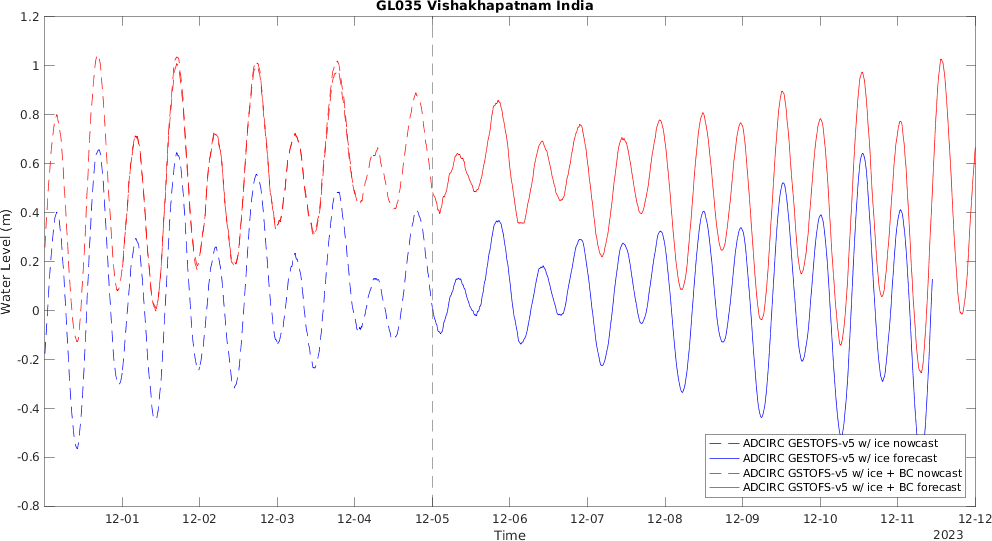 GL035 Vishakhapatnam India
1.2
1
0.8
0.6
0.4
0.2
0
-0.2
-0.4
-0.6
-0.8
Water Level (m)
ADCIRC GESTOFS-v5 w/ ice nowcast
ADCIRC GESTOFS-v5 w/ ice forecast
ADCIRC GSTOFS-v5 w/ ice + BC nowcast
ADCIRC GSTOFS-v5 w/ ice + BC forecast
12-01 12-02 12-03 12-04 12-05 12-06 12-07 12-08 12-09 12-10 12-11 12-12
Time
2023